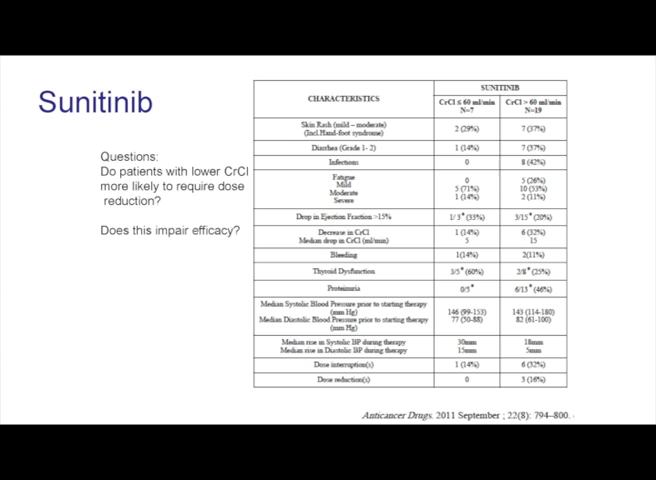 Sunitinib
Questions:
Do patients with lower CrCl
more likely to require dose
reduction?
Does this impair efficacy?
CHARACTERISTICS
SUNITINIB
CrCl ≤ 60 ml/min
N=7
CrCl > 60 ml/min
N=19
Skin Rash (mild – moderate)
(Incl.Hand-foot syndrome)
2 (29%)
7 (37%)
Diarrhea (Grade 1- 2)
1 (14%)
7 (37%)
Infections
0
8 (42%)
Fatigue
Mild
Moderate
Severe
0
5 (71%)
1 (14%)
5 (26%)
10 (53%)
2 (11%)
Drop in Ejection Fraction >15%
1/ 3* (33%)
3/15* (20%)
Decrease in CrCl
Median drop in CrCl (ml/min)
1 (14%)
5
6 (32%)
15
Bleeding
1(14%)
2(11%)
Thyroid Dysfunction
3/5* (60%)
2/8* (25%)
Proteinuria
0/5*
6/13* (46%)
Median Systolic Blood Pressure prior to starting therapy
(mm Hg)
Median Diastolic Blood Pressure prior to starting therapy
(mm Hg)
146 (99-153)
77 (50-88)
143 (114-180)
82 (61-100)
Median rise in Systolic BP during therapy
Median rise in Diastolic BP during therapy
30mm
15mm
18mm
5mm
Dose interruption(s)
1 (14%)
6 (32%)
Dose reduction(s)
0
3 (16%)
Anticancer Drugs. 2011 September ; 22(8): 794–800.